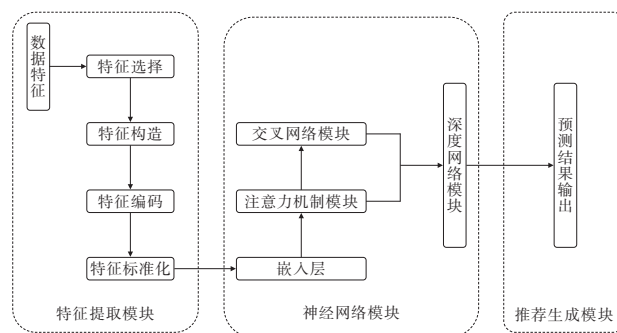 数据特征
特征选择
特征构造
特征编码
特征标准化
特征提取模块
交叉网络模块
注意力机制模块
嵌入层
深度网络模块
神经网络模块
预测结果输出
推荐生成模块